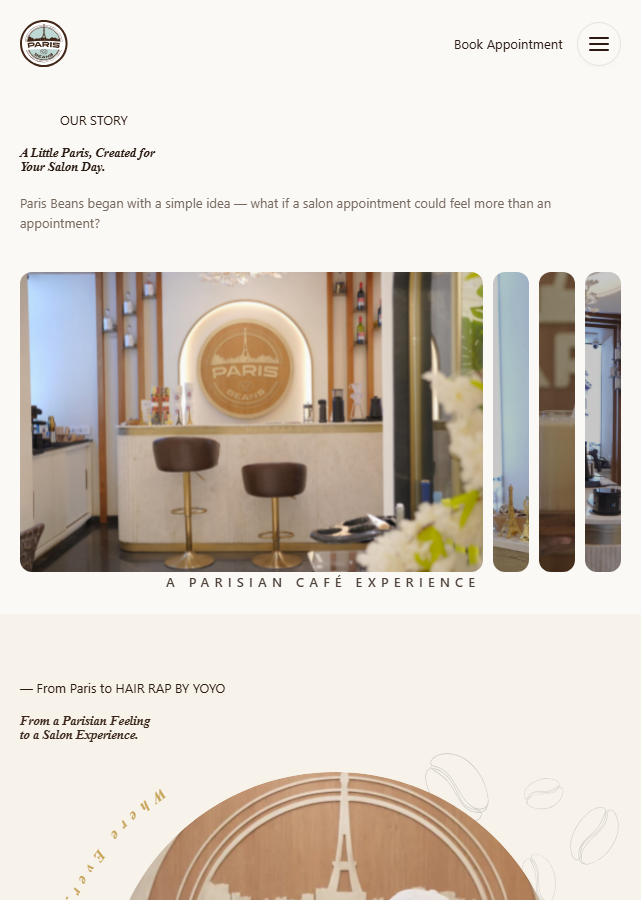 PARIS
BEANS
Book Appointment
OUR STORY
A Little Paris, Created for
Your Salon Day.
Paris Beans began with a simple idea — what if a salon appointment could feel more than an
appointment?
PARIS
BEANS
A PARISIAN CAFÉ EXPERIENCE
— From Paris to HAIR RAP BY YOYO
From a Parisian Feeling
to a Salon Experience.
Where